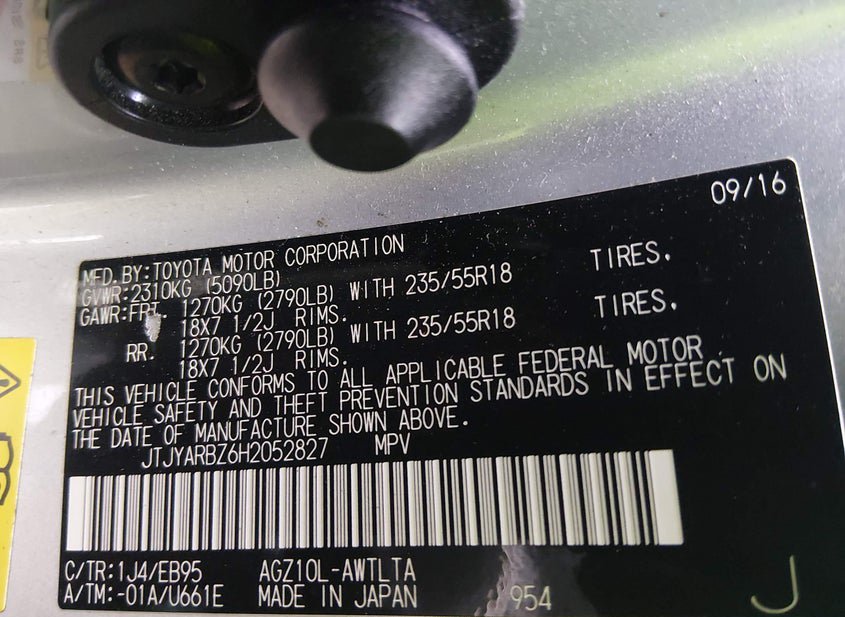 09/16
MFD.BY:TOYOTA MOTOR CORPORATION
GVWR:2310KG (5090LB)
GAWR:FRT. 1270KG (2790LB) WITH 235/55R18 TIRES.
18X7 1/2J RIMS.
RR. 1270KG (2790LB) WITH 235/55R18 TIRES.
18X7 1/2J RIMS.
THIS VEHICLE CONFORMS TO ALL APPLICABLE FEDERAL MOTOR
VEHICLE SAFETY AND THEFT PREVENTION STANDARDS IN EFFECT ON
THE DATE OF MANUFACTURE SHOWN ABOVE.
JTJYARBZ6H2052827 MPV
C/TR:1J4/EB95 AGZ10L-AWTLTA
A/TM:-01A/U661E MADE IN JAPAN 954
J